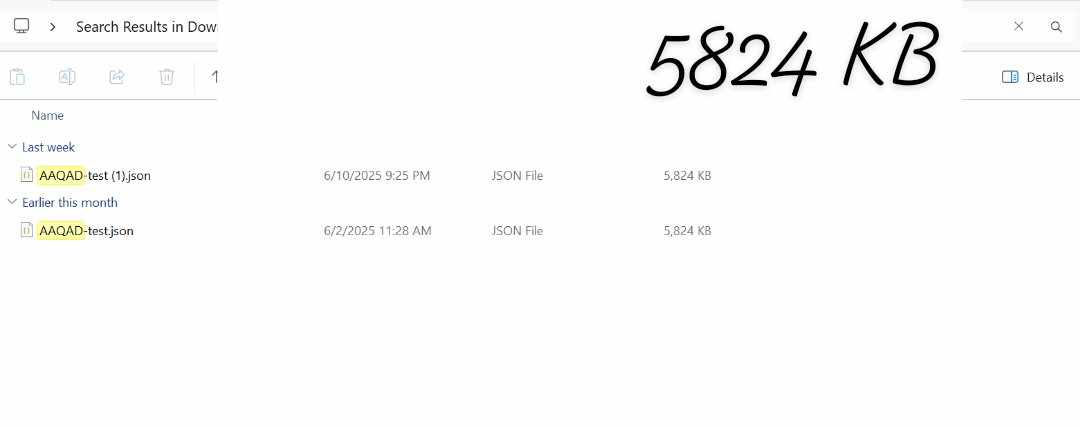 Search Results in Dow
5824 KB
Details
Name
Last week
AAQAD-test (1).json 6/10/2025 9:25 PM JSON File 5,824 KB
Earlier this month
AAQAD-test.json 6/2/2025 11:28 AM JSON File 5,824 KB